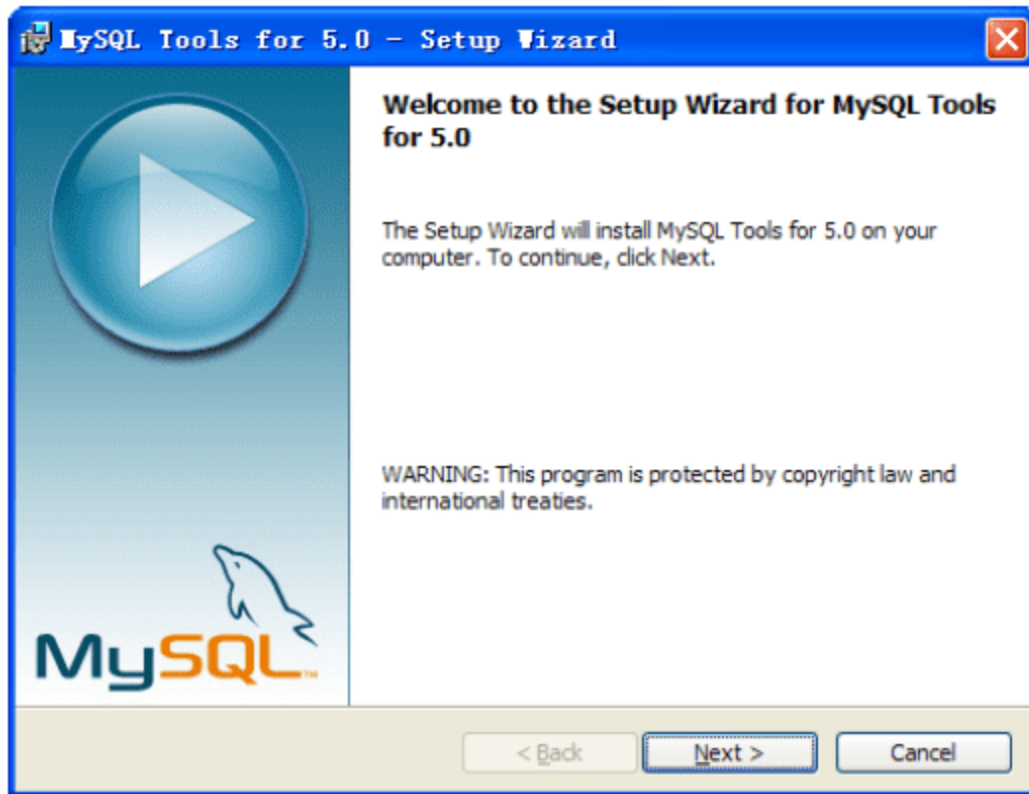 MySQL Tools for 5.0 - Setup Wizard
Welcome to the Setup Wizard for MySQL Tools
for 5.0
The Setup Wizard will install MySQL Tools for 5.0 on your
computer. To continue, click Next.
WARNING: This program is protected by copyright law and
international treaties.
MySQL™
< Back
Next >
Cancel